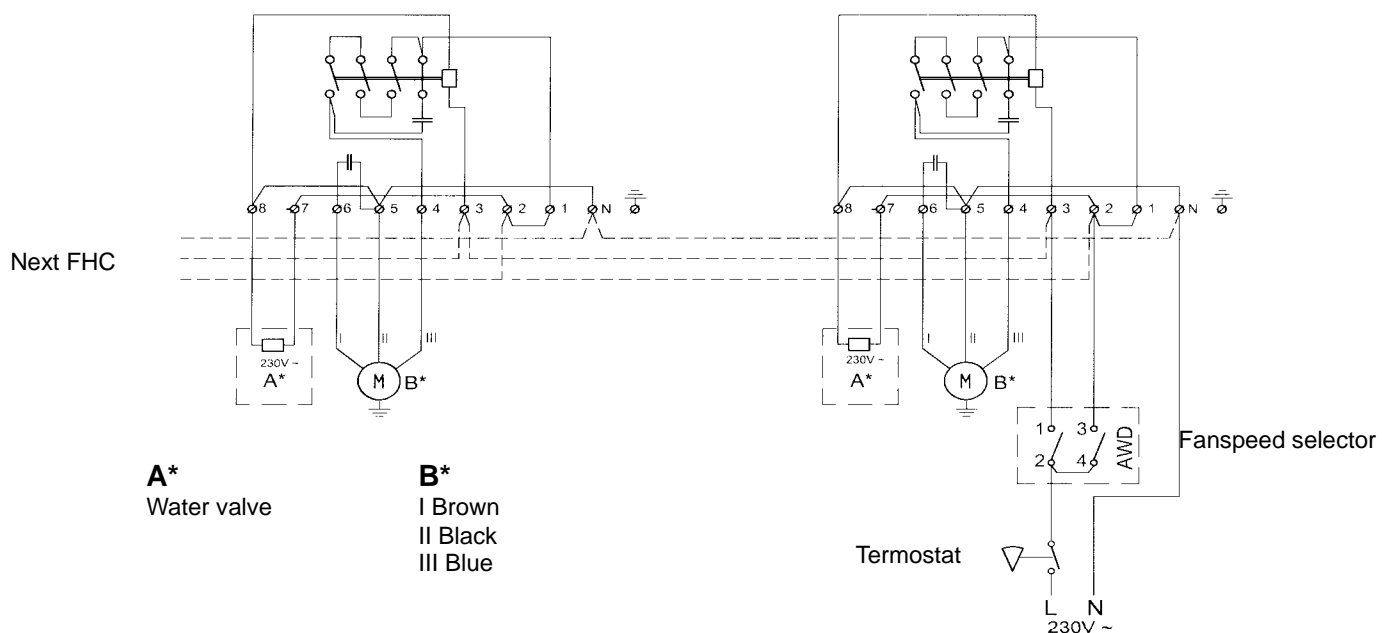 8 7 6 5 4 3 2 1 N
8 7 6 5 4 3 2 1 N
Next FHC
I II III
I II III
230V ~
A*
M B*
230V ~
A*
M B*
1 3
2 4
AWD
Fanspeed selector
A*
Water valve
B*
I Brown
II Black
III Blue
Termostat
L N
230V ~